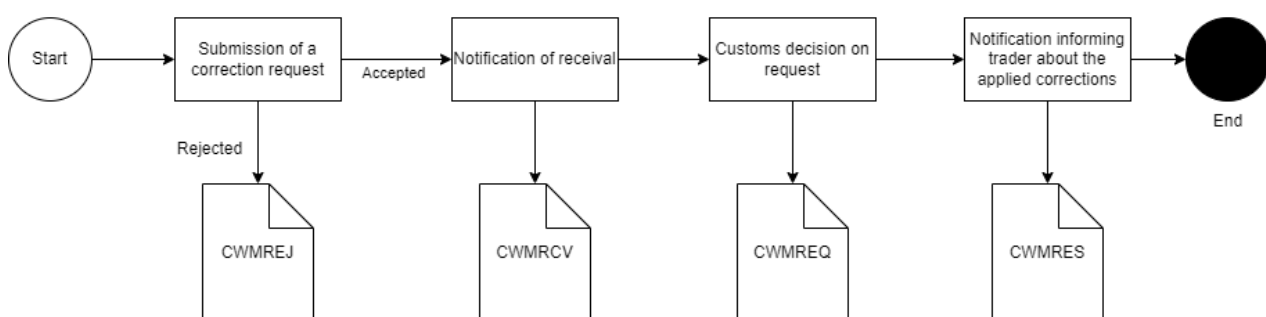 Start
Submission of a
correction request
Accepted
Notification of receival
Customs decision on
request
Notification informing
trader about the
applied corrections
End
Rejected
CWMREJ
CWMRCV
CWMREQ
CWMRES